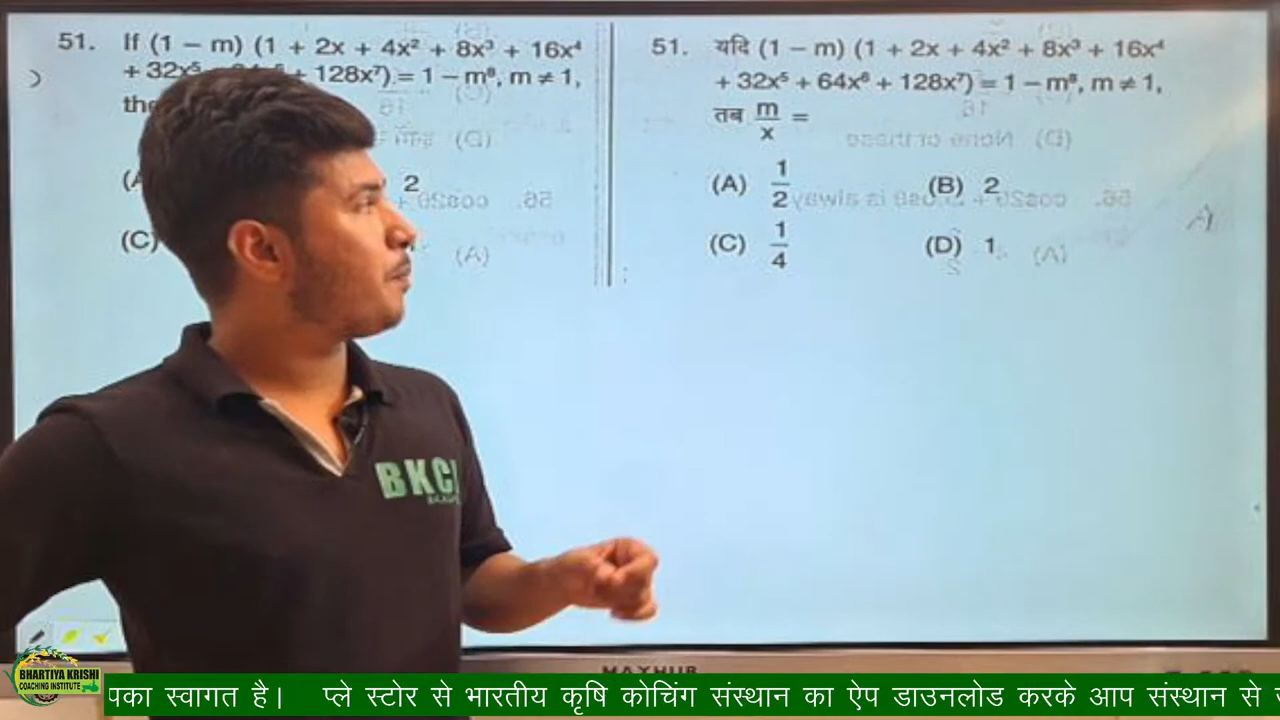 51. If (1 – m) (1 + 2x + 4x² + 8x³ + 16x⁴
+ 32x⁵ + 128x⁷) = 1 – m⁸, m ≠ 1,
(A) 2
(C)
51. यदि (1 – m) (1 + 2x + 4x² + 8x³ + 16x⁴
+ 32x⁵ + 64x⁶ + 128x⁷) = 1 – m⁸, m ≠ 1,
तब m/x =
(A) 1/2 (B) 2
(C) 1/4 (D) 1
BKCI
MAXHUB
BHARTIYA KRISHI
COACHING INSTITUTE
पका स्वागत है। प्ले स्टोर से भारतीय कृषि कोचिंग संस्थान का ऐप डाउनलोड करके आप संस्थान से